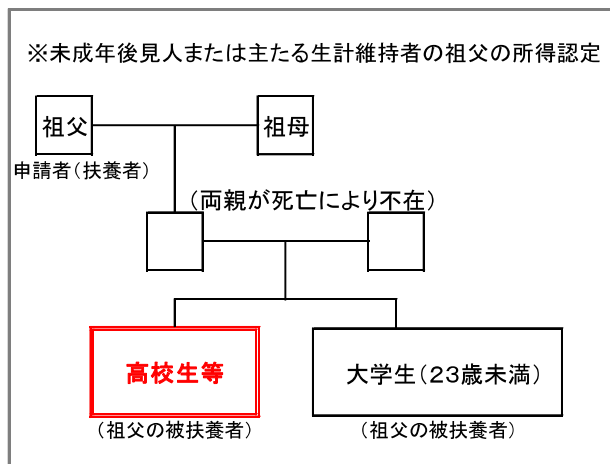 ※未成年後見人または主たる生計維持者の祖父の所得認定
祖父
祖母
申請者(扶養者)
(両親が死亡により不在)
高校生等
大学生(23歳未満)
(祖父の被扶養者)
(祖父の被扶養者)